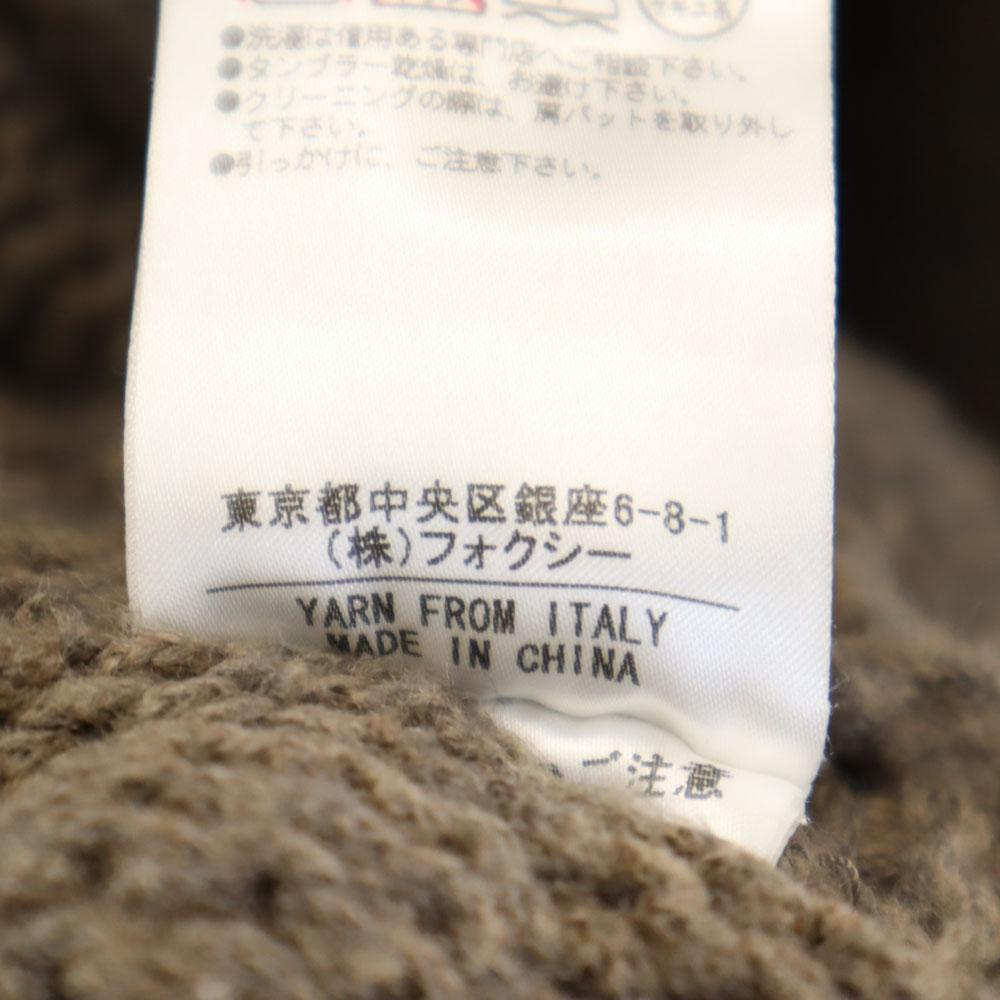 ●洗濯は信用ある専門店へご相談下さい。
●タンブラー乾燥は、お避け下さい。
●クリーニングの際は、肩パットを取り外し
て下さい。
●引っかけに、ご注意下さい。
東京都中央区銀座6-8-1
(株)フォクシー
YARN FROM ITALY
MADE IN CHINA
ご注意